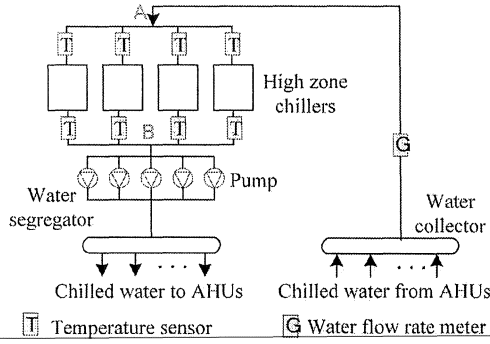 A
T T T T
High zone
chillers
T T T T
B
G
Pump
Water
segregator
Water
collector
Chilled water to AHUs
Chilled water from AHUs
T Temperature sensor
G Water flow rate meter